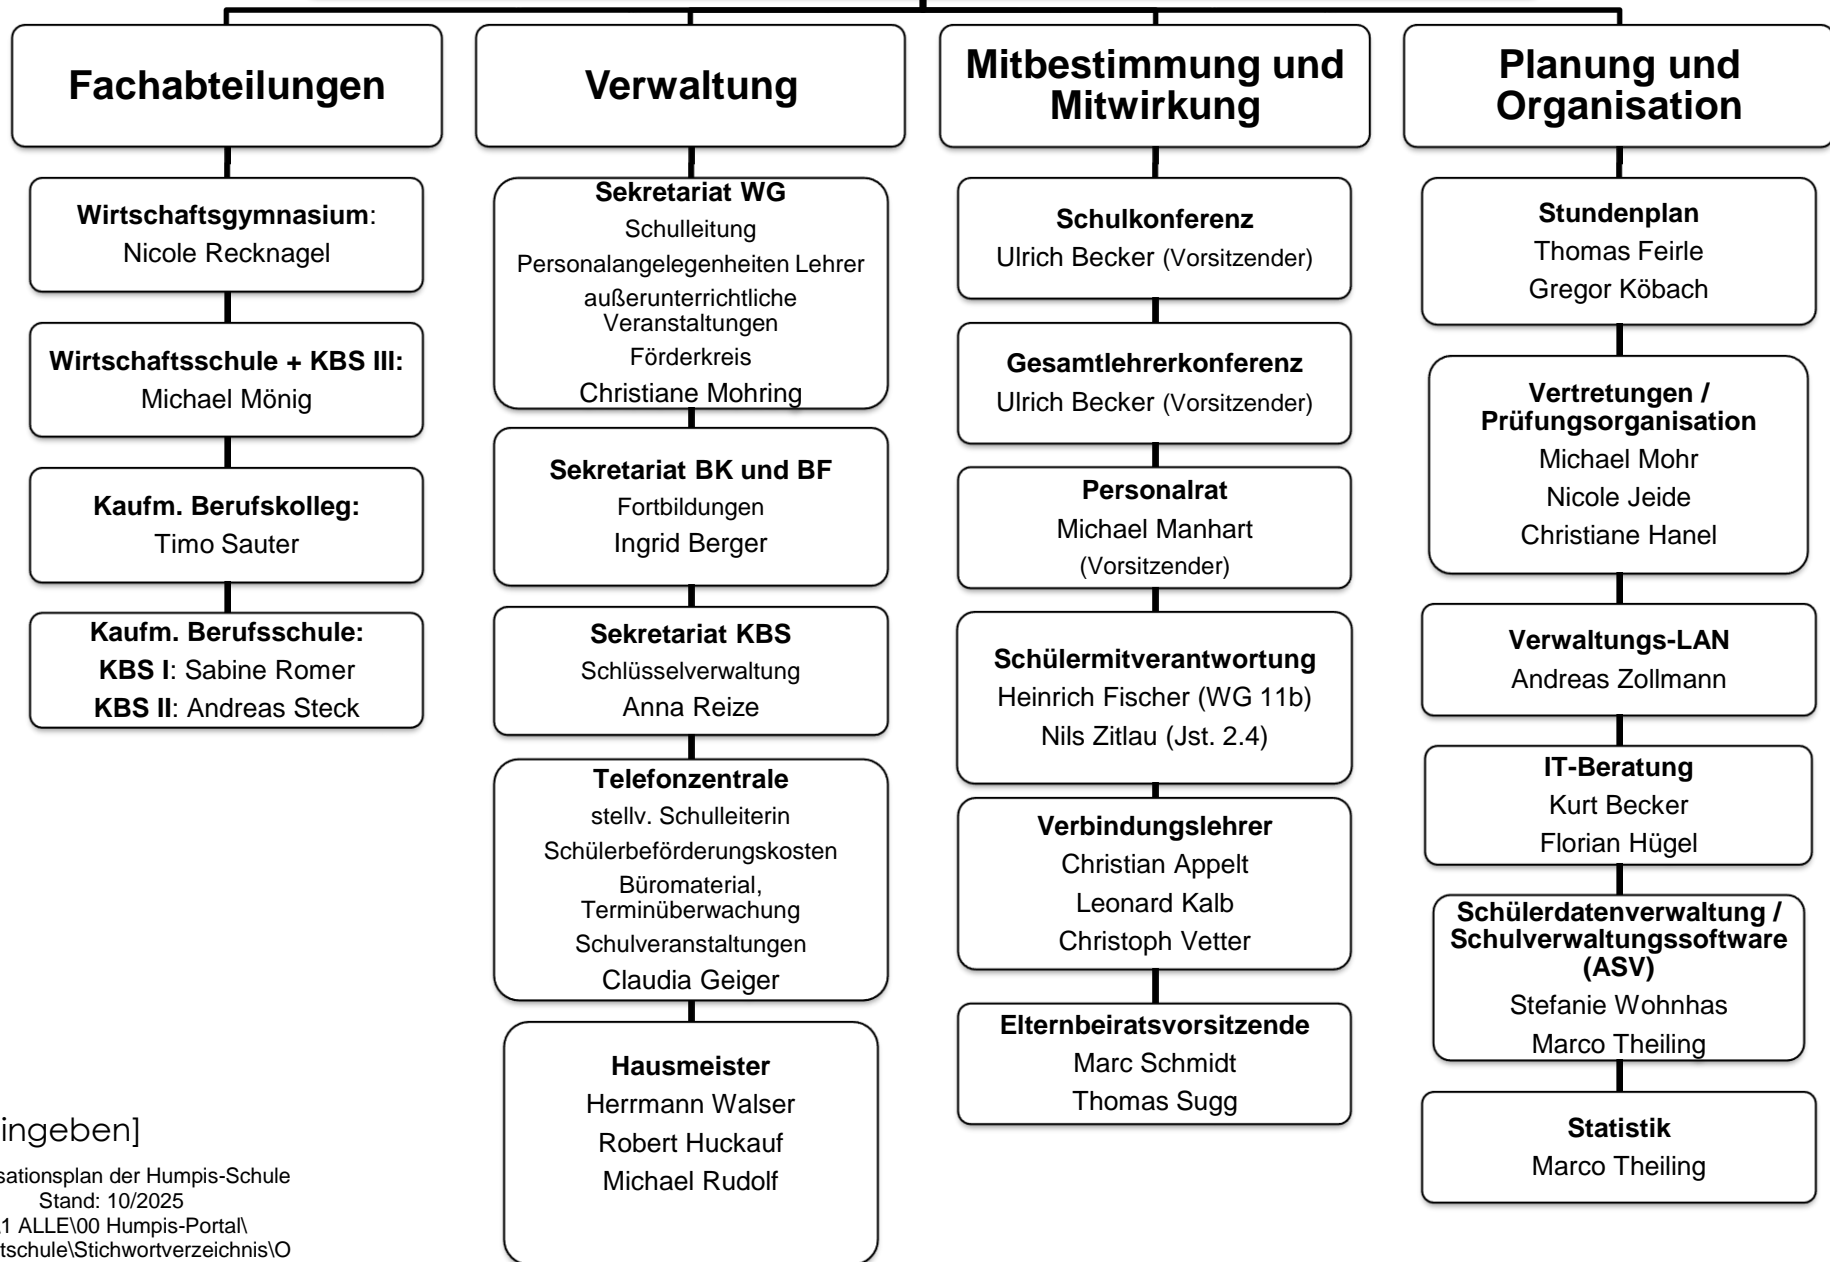 Fachabteilungen
Wirtschaftsgymnasium:
Nicole Recknagel
Wirtschaftsschule + KBS III:
Michael Mönig
Kaufm. Berufskolleg:
Timo Sauter
Kaufm. Berufsschule:
KBS I: Sabine Romer
KBS II: Andreas Steck
Verwaltung
Sekretariat WG
Schulleitung
Personalangelegenheiten Lehrer
außerunterrichtliche
Veranstaltungen
Förderkreis
Christiane Mohring
Sekretariat BK und BF
Fortbildungen
Ingrid Berger
Sekretariat KBS
Schlüsselverwaltung
Anna Reize
Telefonzentrale
stellv. Schulleiterin
Schülerbeförderungskosten
Büromaterial,
Terminüberwachung
Schulveranstaltungen
Claudia Geiger
Hausmeister
Herrmann Walser
Robert Huckauf
Michael Rudolf
Mitbestimmung und
Mitwirkung
Schulkonferenz
Ulrich Becker (Vorsitzender)
Gesamtlehrerkonferenz
Ulrich Becker (Vorsitzender)
Personalrat
Michael Manhart
(Vorsitzender)
Schülermitverantwortung
Heinrich Fischer (WG 11b)
Nils Zitlau (Jst. 2.4)
Verbindungslehrer
Christian Appelt
Leonard Kalb
Christoph Vetter
Elternbeiratsvorsitzende
Marc Schmidt
Thomas Sugg
Planung und
Organisation
Stundenplan
Thomas Feirle
Gregor Köbach
Vertretungen /
Prüfungsorganisation
Michael Mohr
Nicole Jeide
Christiane Hanel
Verwaltungs-LAN
Andreas Zollmann
IT-Beratung
Kurt Becker
Florian Hügel
Schülerdatenverwaltung /
Schulverwaltungssoftware
(ASV)
Stefanie Wohnhas
Marco Theiling
Statistik
Marco Theiling
ingeben]
sationsplan der Humpis-Schule
Stand: 10/2025
1 ALLE\00 Humpis-Portal\
tschule\Stichwortverzeichnis\O